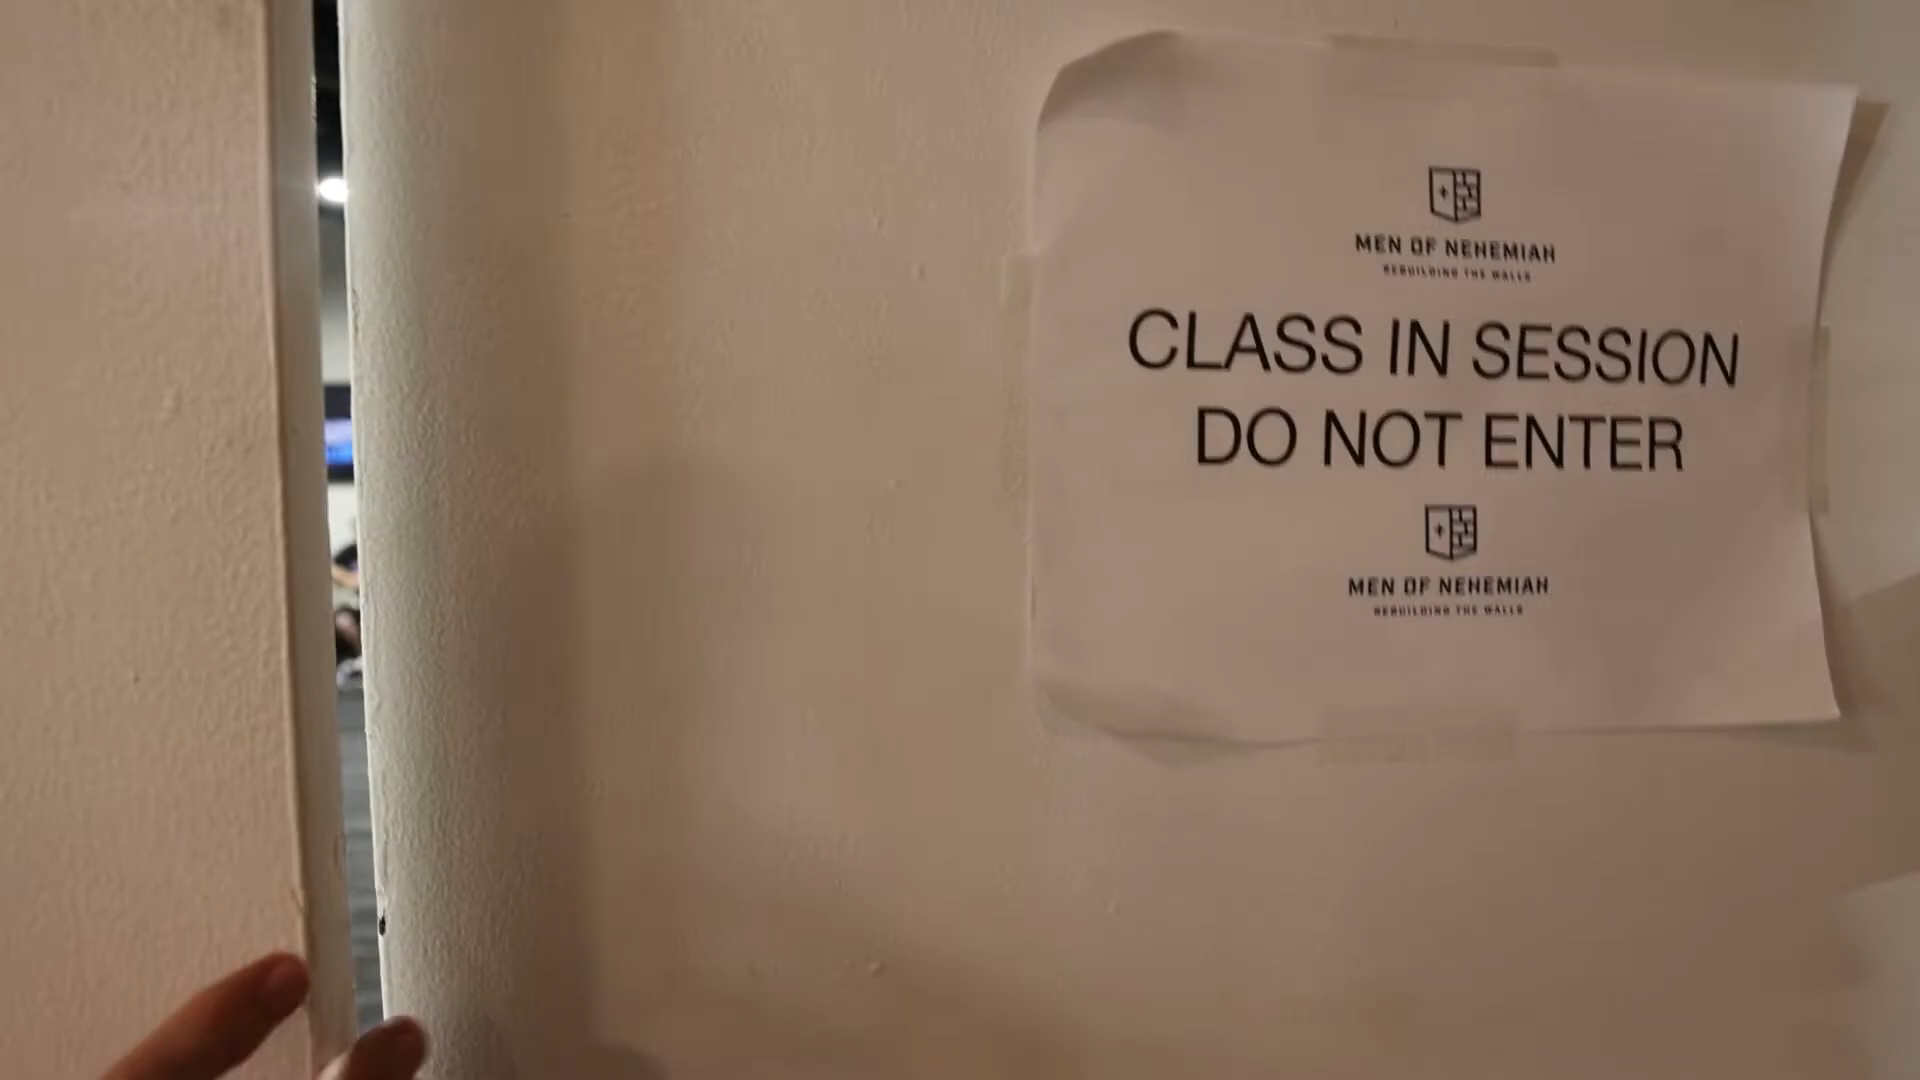 MEN OF NEHEMIAH
REBUILDING THE WALLS
CLASS IN SESSION
DO NOT ENTER
MEN OF NEHEMIAH
REBUILDING THE WALLS